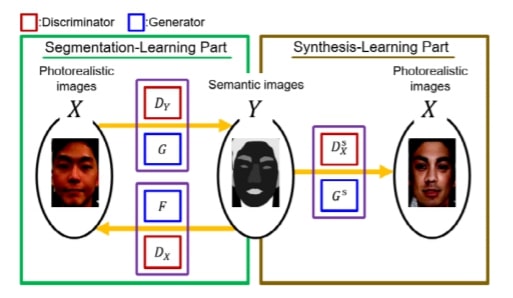 :Discriminator :Generator
Segmentation-Learning Part
Synthesis-Learning Part
Photorealistic
images
X
D_Y
G
F
D_X
Semantic images
Y
D_X^s
G^s
Photorealistic
images
X